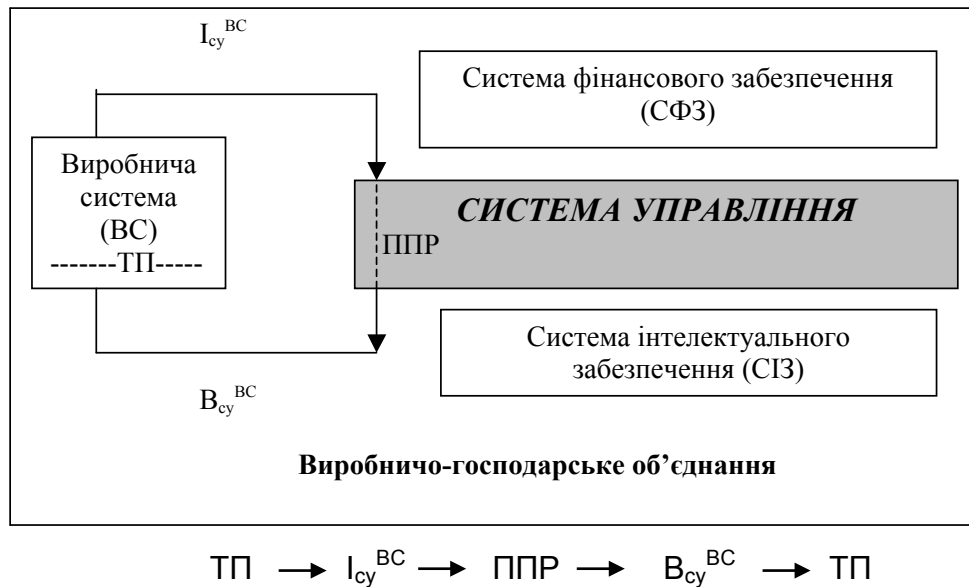 I_су^ВС
Система фінансового забезпечення
(СФЗ)
Виробнича
система
(ВС)
-------ТП-----
СИСТЕМА УПРАВЛІННЯ
ППР
Система інтелектуального
забезпечення (СІЗ)
В_су^ВС
Виробничо-господарське об’єднання
ТП → I_су^ВС → ППР → В_су^ВС → ТП